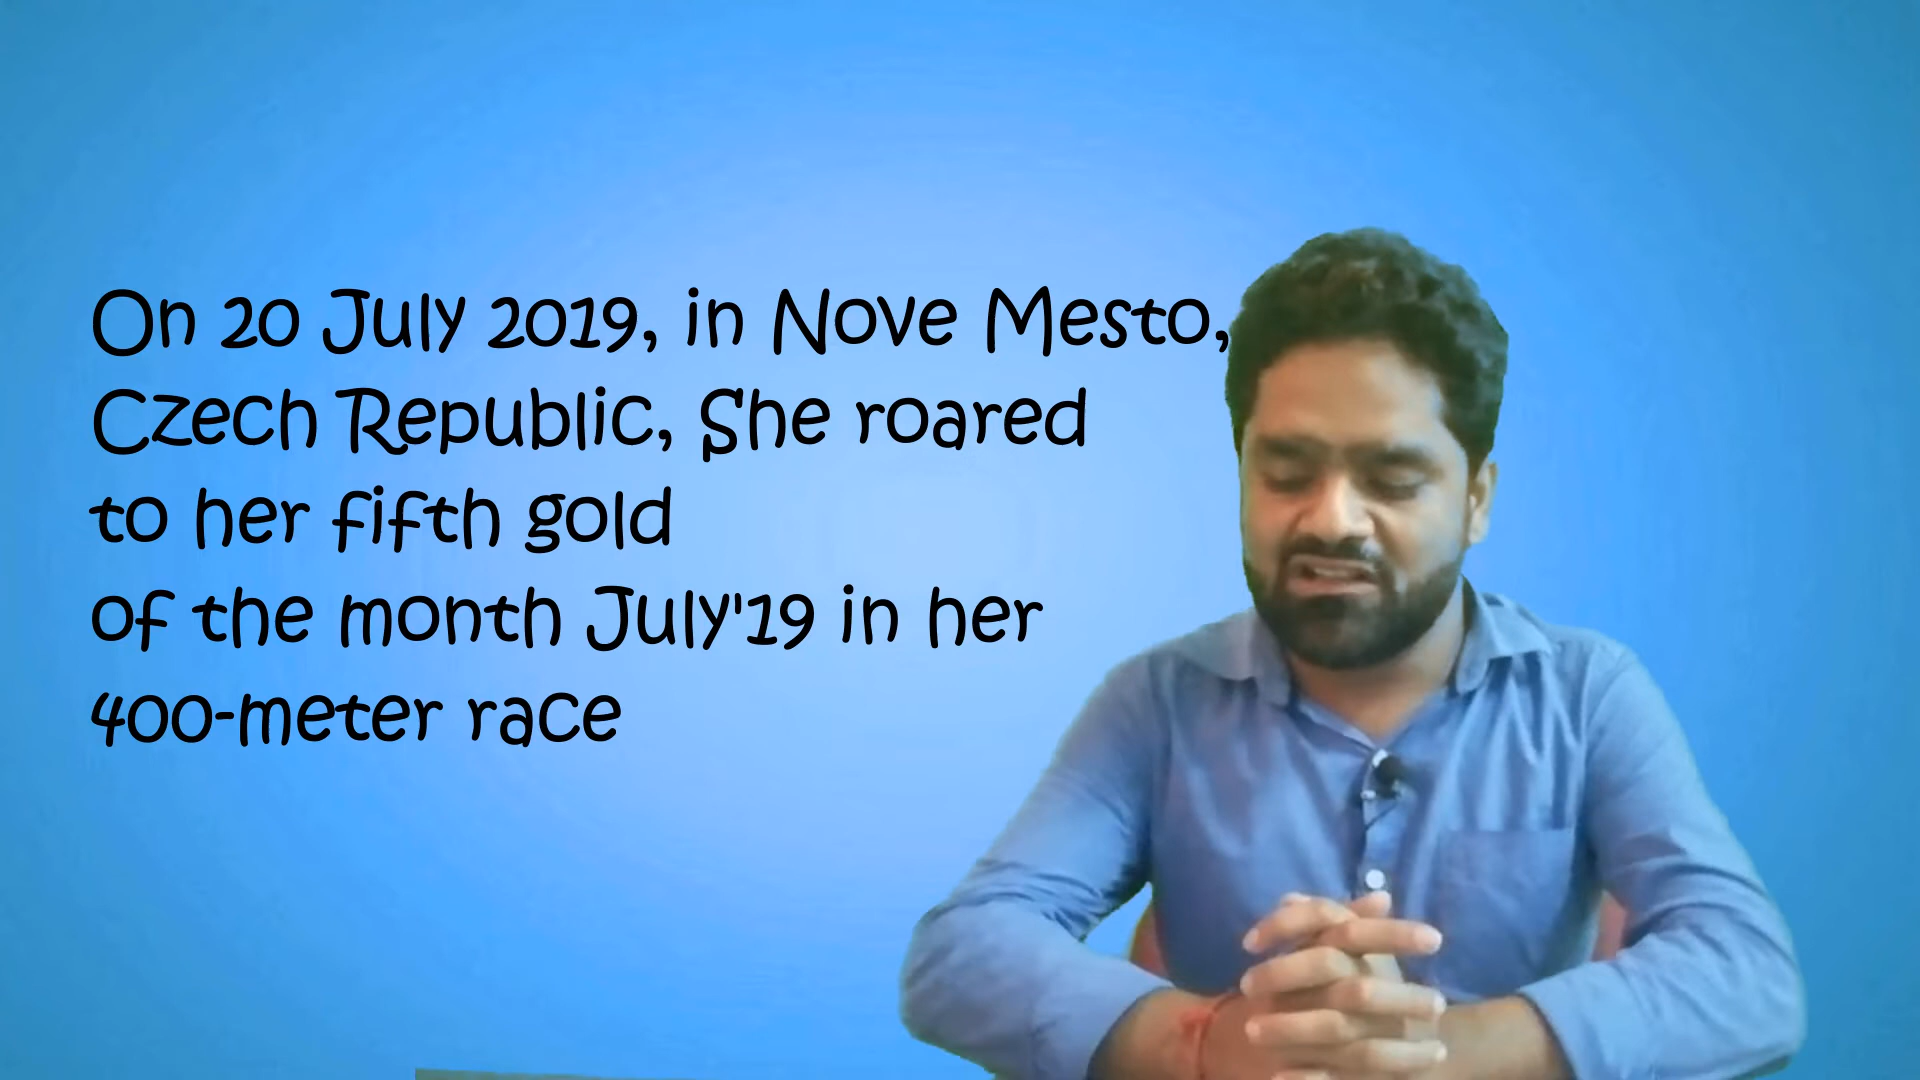 On 20 July 2019, in Nove Mesto,
Czech Republic, She roared
to her fifth gold
of the month July'19 in her
400-meter race